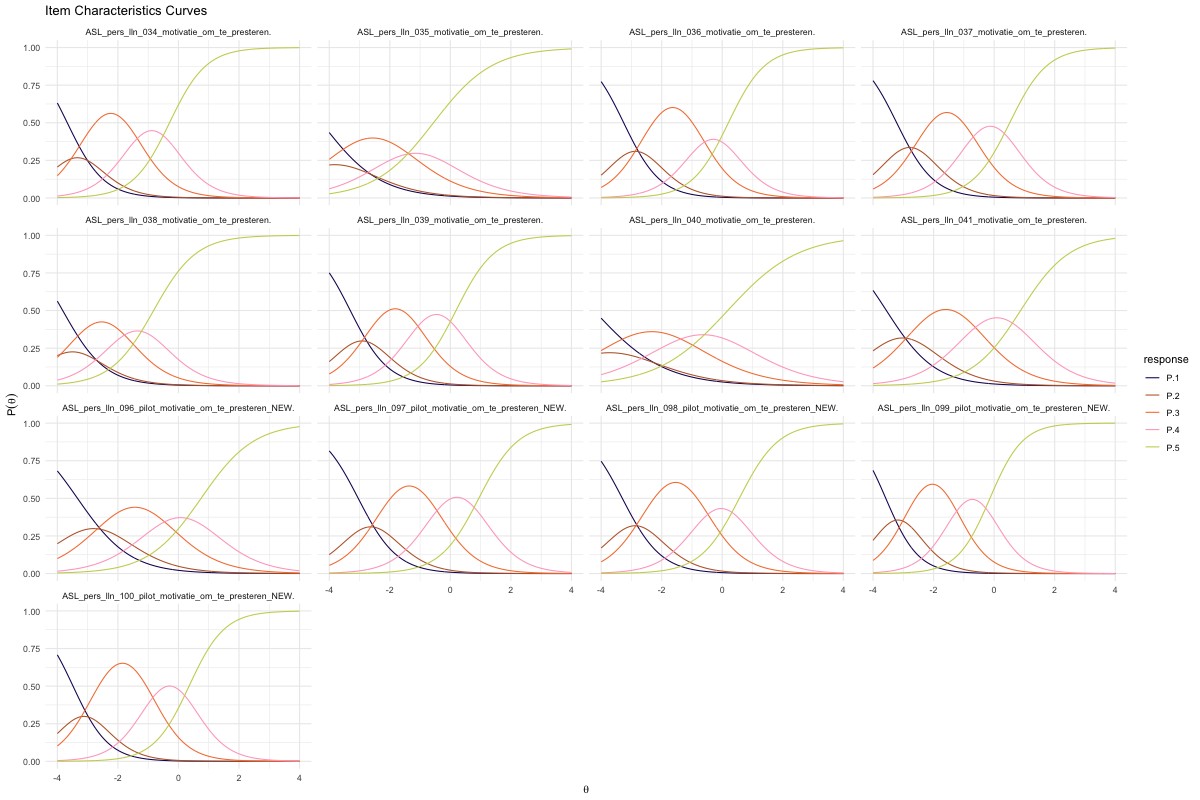 Item Characteristics Curves
ASL_pers_lln_034_motivatie_om_te_presteren.
ASL_pers_lln_035_motivatie_om_te_presteren.
ASL_pers_lln_036_motivatie_om_te_presteren.
ASL_pers_lln_037_motivatie_om_te_presteren.
1.00
0.75
0.50
0.25
0.00
ASL_pers_lln_038_motivatie_om_te_presteren.
ASL_pers_lln_039_motivatie_om_te_presteren.
ASL_pers_lln_040_motivatie_om_te_presteren.
ASL_pers_lln_041_motivatie_om_te_presteren.
1.00
0.75
0.50
0.25
0.00
P(θ)
ASL_pers_lln_096_pilot_motivatie_om_te_presteren_NEW.
ASL_pers_lln_097_pilot_motivatie_om_te_presteren_NEW.
ASL_pers_lln_098_pilot_motivatie_om_te_presteren_NEW.
ASL_pers_lln_099_pilot_motivatie_om_te_presteren_NEW.
1.00
0.75
0.50
0.25
0.00
-4 -2 0 2 4
-4 -2 0 2 4
-4 -2 0 2 4
ASL_pers_lln_100_pilot_motivatie_om_te_presteren_NEW.
1.00
0.75
0.50
0.25
0.00
-4 -2 0 2 4
θ
response
P.1
P.2
P.3
P.4
P.5